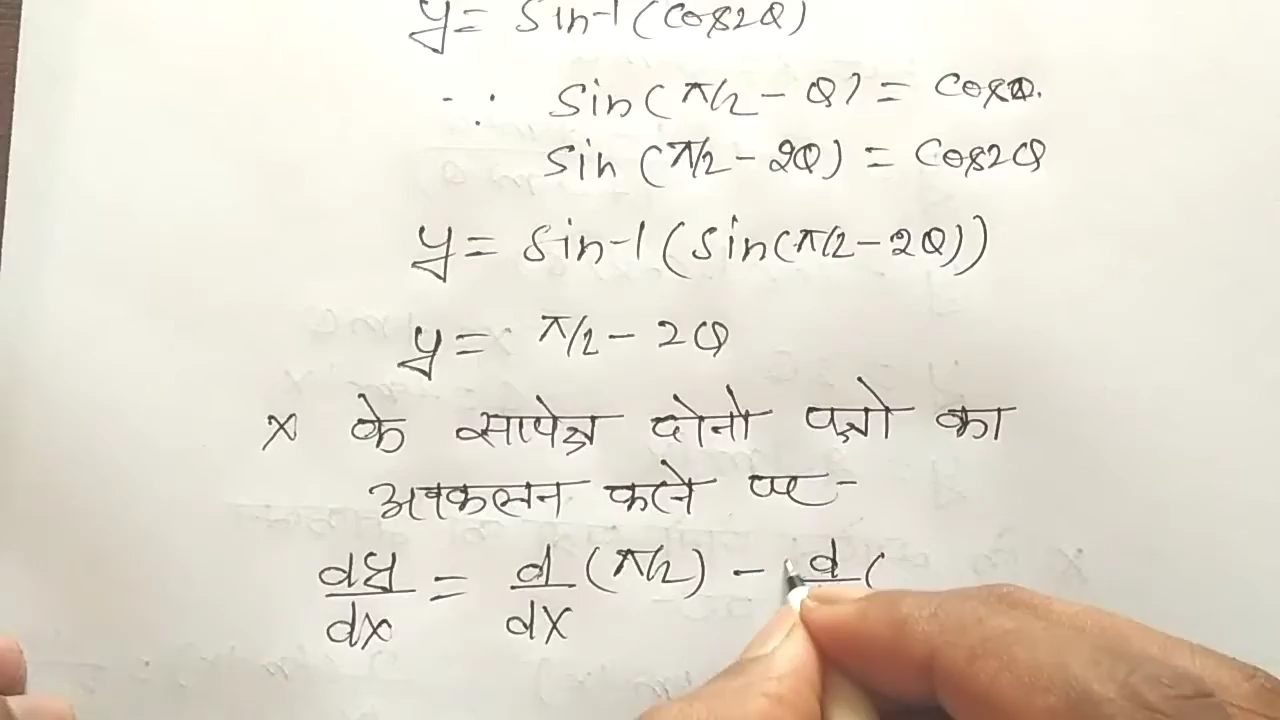 y = sin-1 (cos2θ)
∵ sin(π/2 - θ) = cosθ.
sin (π/2 - 2θ) = cos2θ
y = sin-1 (sin(π/2 - 2θ))
y = π/2 - 2θ
x के सापेक्ष दोनो पक्षो का
अवकलन करने पर -
dy/dx = d/dx (π/2) - d (